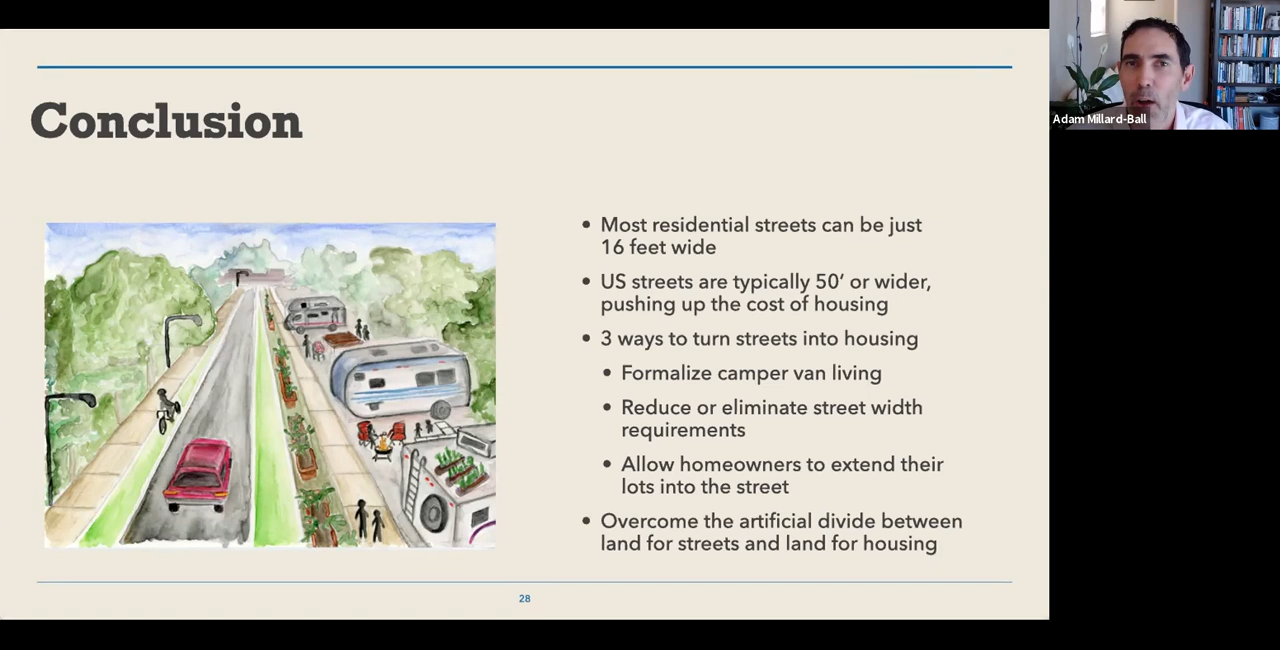 Conclusion
• Most residential streets can be just
16 feet wide
• US streets are typically 50’ or wider,
pushing up the cost of housing
• 3 ways to turn streets into housing
• Formalize camper van living
• Reduce or eliminate street width
requirements
• Allow homeowners to extend their
lots into the street
• Overcome the artificial divide between
land for streets and land for housing
28
Adam Millard-Ball